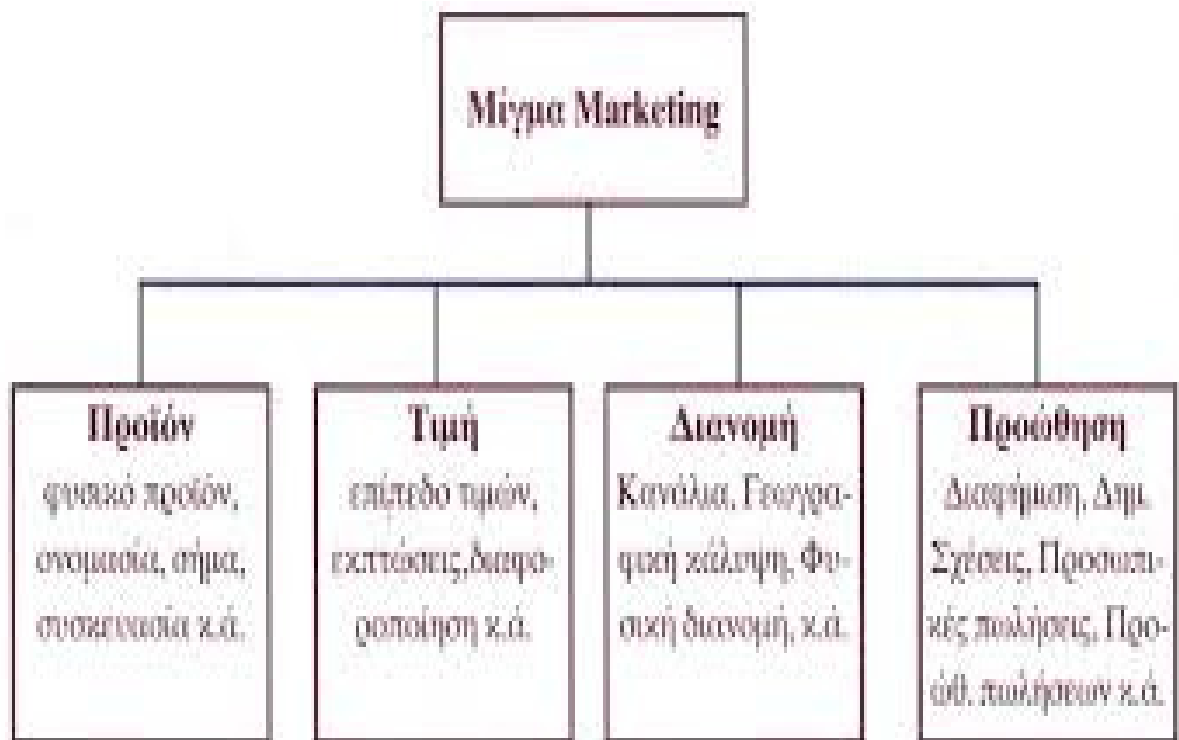 Μίγμα Marketing
Προϊόν
φυσικό προϊόν,
ονομασία, σήμα,
συσκευασία κ.ά.
Τιμή
επίπεδο τιμών,
εκπτώσεις,διαφο-
ροποίηση κ.ά.
Διανομή
Κανάλια, Γεωγρα-
φική κάλυψη, Φυ-
σική διανομή, κ.ά.
Προώθηση
Διαφήμιση, Δημ.
Σχέσεις, Προσωπι-
κές πωλήσεις, Προ-
ώθ. πωλήσεων κ.ά.